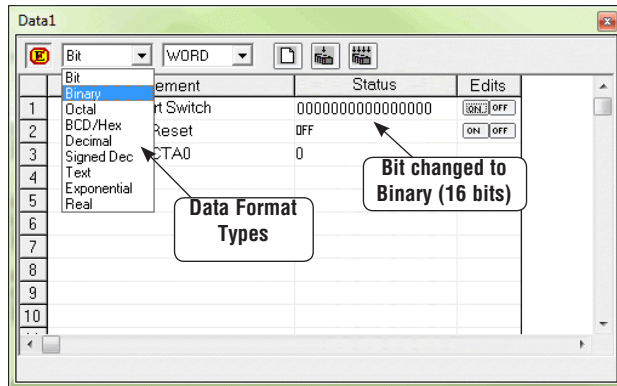 Data1
E Bit WORD
ement Status Edits
Bit
Binary
Octal
BCD/Hex
Decimal
Signed Dec
Text
Exponential
Real
1 rt Switch 0000000000000000 ON OFF
2 Reset OFF ON OFF
3 CTA0 0
4
5
6
7
8
9
10
Bit changed to
Binary (16 bits)
Data Format
Types